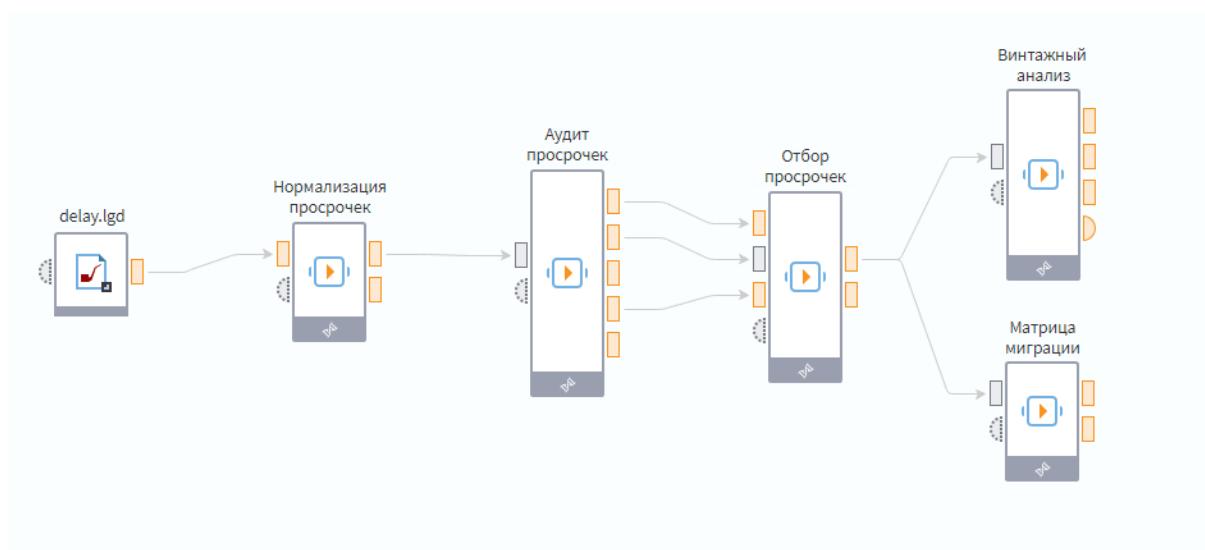 delay.lgd
Нормализация
просрочек
Аудит
просрочек
Отбор
просрочек
Винтажный
анализ
Матрица
миграции